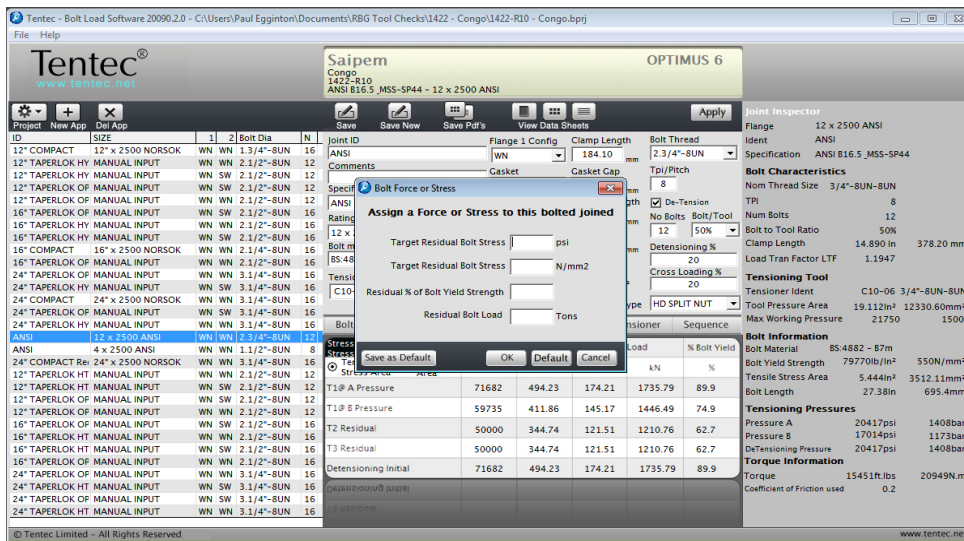 Tentec - Bolt Load Software 20090.2.0 - C:\Users\Paul Egginton\Documents\RBG Tool Checks\1422 - Congo\1422-R10 - Congo.bprj
File Help
Tentec®
www.tentec.net
Saipem OPTIMUS 6
Congo
1422-R10
ANSI B16.5 _MSS-SP44 - 12 x 2500 ANSI
Project New App Del App
Save Save New Save Pdf's View Data Sheets Apply
ID SIZE 1 2 Bolt Dia N
12" COMPACT 12" x 2500 NORSOK WN WN 1.3/4"-8UN 16
12" TAPERLOK HY MANUAL INPUT WN WN 2.1/2"-8UN 12
12" TAPERLOK HY MANUAL INPUT WN SW 2.1/2"-8UN 12
12" TAPERLOK OP MANUAL INPUT WN SW 2.1/2"-8UN 12
12" TAPERLOK OP MANUAL INPUT WN WN 2.1/2"-8UN 12
16" TAPERLOK OP MANUAL INPUT WN SW 2.1/2"-8UN 16
16" TAPERLOK HY MANUAL INPUT WN SW 2.1/2"-8UN 16
16" TAPERLOK HY MANUAL INPUT WN WN 2.1/2"-8UN 16
16" COMPACT 16" x 2500 NORSOK WN WN 2.1/4"-8UN 16
16" TAPERLOK OP MANUAL INPUT WN WN 2.1/2"-8UN 16
24" TAPERLOK HY MANUAL INPUT WN WN 3.1/4"-8UN 16
24" TAPERLOK HY MANUAL INPUT WN SW 3.1/4"-8UN 16
24" COMPACT 24" x 2500 NORSOK WN WN 3.1/4"-8UN 16
24" TAPERLOK OP MANUAL INPUT WN SW 3.1/4"-8UN 16
24" TAPERLOK HY MANUAL INPUT WN WN 3.1/4"-8UN 16
ANSI 12 x 2500 ANSI WN WN 2.3/4"-8UN 12
ANSI 4 x 2500 ANSI WN WN 1.1/2"-8UN 8
24" COMPACT Rec 24" x 2500 NORSOK WN WN 3.1/4"-8UN 16
12" TAPERLOK HT MANUAL INPUT WN WN 2.1/2"-8UN 12
12" TAPERLOK HT MANUAL INPUT WN SW 2.1/2"-8UN 12
12" TAPERLOK OP MANUAL INPUT WN SW 2.1/2"-8UN 12
12" TAPERLOK OP MANUAL INPUT WN WN 2.1/2"-8UN 12
16" TAPERLOK OP MANUAL INPUT WN SW 2.1/2"-8UN 16
16" TAPERLOK HT MANUAL INPUT WN WN 2.1/2"-8UN 16
16" TAPERLOK HT MANUAL INPUT WN SW 2.1/2"-8UN 16
16" TAPERLOK OP MANUAL INPUT WN WN 2.1/2"-8UN 16
24" TAPERLOK OP MANUAL INPUT WN WN 3.1/4"-8UN 16
24" TAPERLOK HT MANUAL INPUT WN SW 3.1/4"-8UN 16
24" TAPERLOK OP MANUAL INPUT WN SW 3.1/4"-8UN 16
24" TAPERLOK HT MANUAL INPUT WN WN 3.1/4"-8UN 16
Joint ID Flange 1 Config Clamp Length Bolt Thread
ANSI WN 184.10 mm 2.3/4"-8UN
Comments Gasket Gasket Gap Tpi/Pitch
mm 8
Specif
ANSI gth De-Tension
Rating No Bolts Bolt/Tool
12 x mm 12 50%
Bolt m Detensioning %
BS:48 mm 20
Tensio Cross Loading %
C10- 20
ype HD SPLIT NUT
Bolt Force or Stress
Assign a Force or Stress to this bolted joined
Target Residual Bolt Stress psi
Target Residual Bolt Stress N/mm2
Residual % of Bolt Yield Strength
Residual Bolt Load Tons
Save as Default OK Default Cancel
Bolt nsioner Sequence
Stress Load % Bolt Yield
Stress
Ten kN %
Stress Area Area
T1@ A Pressure 71682 494.23 174.21 1735.79 89.9
T1@ B Pressure 59735 411.86 145.17 1446.49 74.9
T2 Residual 50000 344.74 121.51 1210.76 62.7
T3 Residual 50000 344.74 121.51 1210.76 62.7
Detensioning Initial 71682 494.23 174.21 1735.79 89.9
Joint Inspector
Flange 12 x 2500 ANSI
Ident ANSI
Specification ANSI B16.5 _MSS-SP44
Bolt Characteristics
Nom Thread Size 3/4"-8UN-8UN
TPI 8
Num Bolts 12
Bolt to Tool Ratio 50%
Clamp Length 14.890 In 378.20 mm
Load Tran Factor LTF 1.1947
Tensioning Tool
Tensioner Ident C10-06 3/4"-8UN-8UN
Tool Pressure Area 19.112In² 12330.60mm²
Max Working Pressure 21750 1500
Bolt Information
Bolt Material BS:4882 - B7m
Bolt Yield Strength 79770lb/In² 550N/mm²
Tensile Stress Area 5.444In² 3512.11mm²
Bolt Length 27.38In 695.4mm
Tensioning Pressures
Pressure A 20417psi 1408bar
Pressure B 17014psi 1173bar
DeTensioning Pressure 20417psi 1408bar
Torque Information
Torque 15451ft.lbs 20949N.m
Coefficient of Friction used 0.2
© Tentec Limited - All Rights Reserved www.tentec.ne